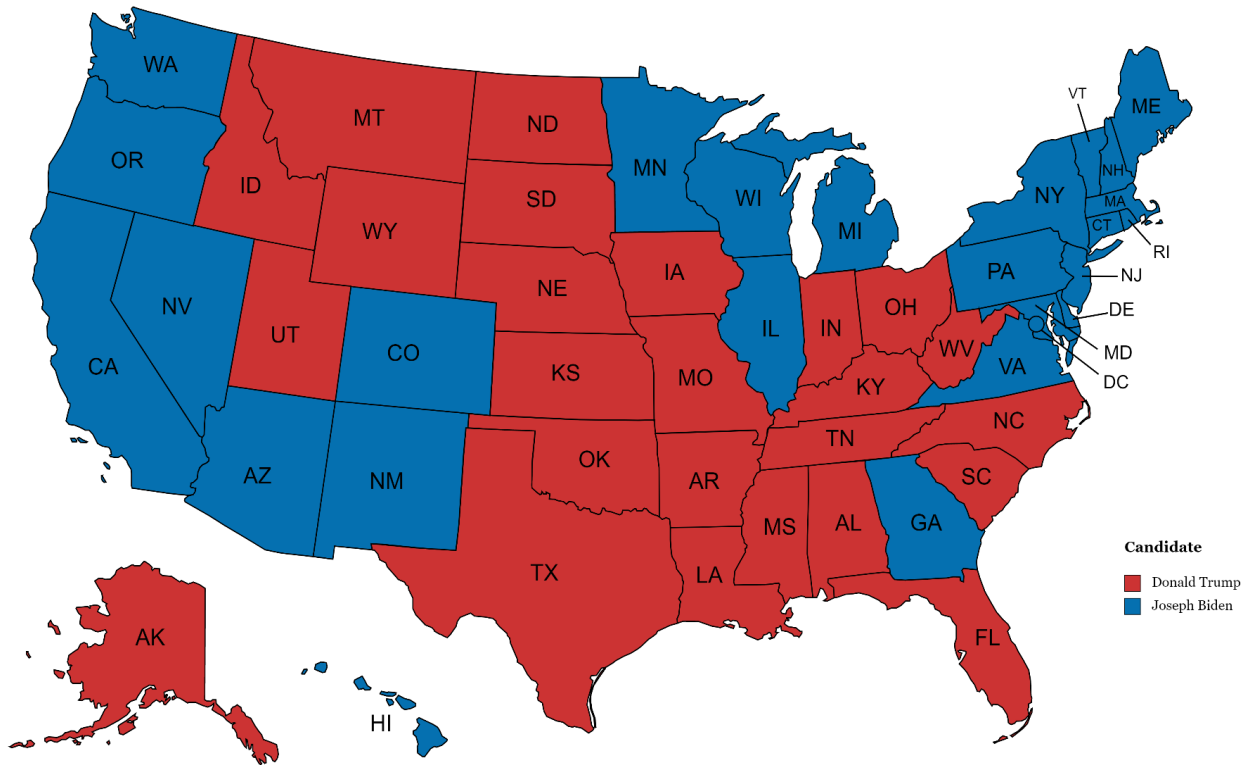 WA
MT
ND
MN
VT
ME
OR
ID
SD
WI
NY
NH
MA
CT
RI
WY
MI
IA
PA
NJ
NV
NE
OH
DE
UT
CO
IL
IN
WV
MD
CA
KS
MO
KY
VA
DC
TN
NC
AZ
NM
OK
AR
SC
MS
AL
GA
TX
LA
Candidate
Donald Trump
Joseph Biden
AK
FL
HI